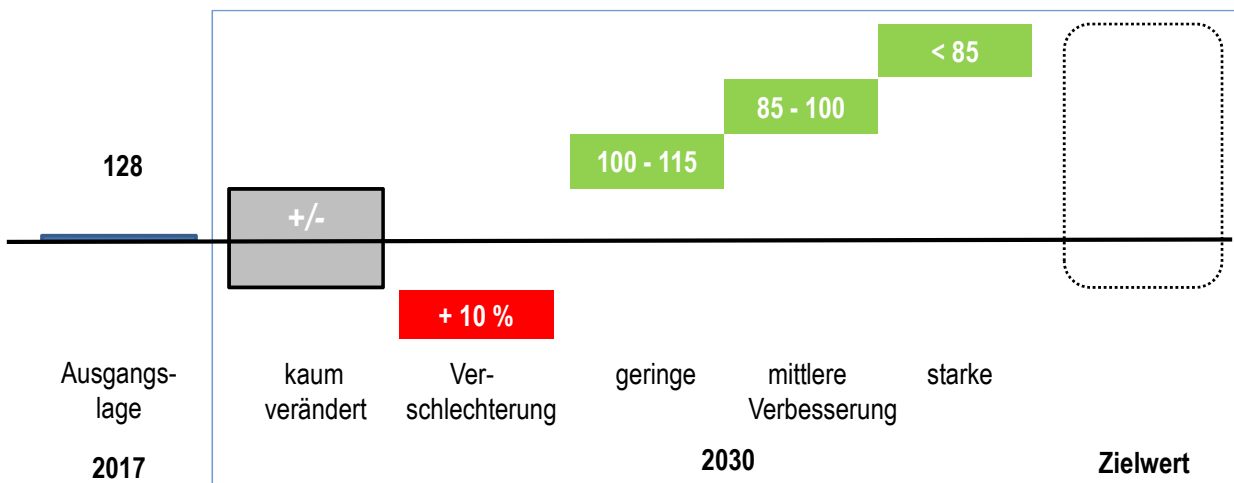 < 85
85 - 100
100 - 115
128
+/-
+ 10 %
Ausgangs-
lage
kaum
verändert
Ver-
schlechterung
geringe
mittlere
Verbesserung
starke
2017
2030
Zielwert